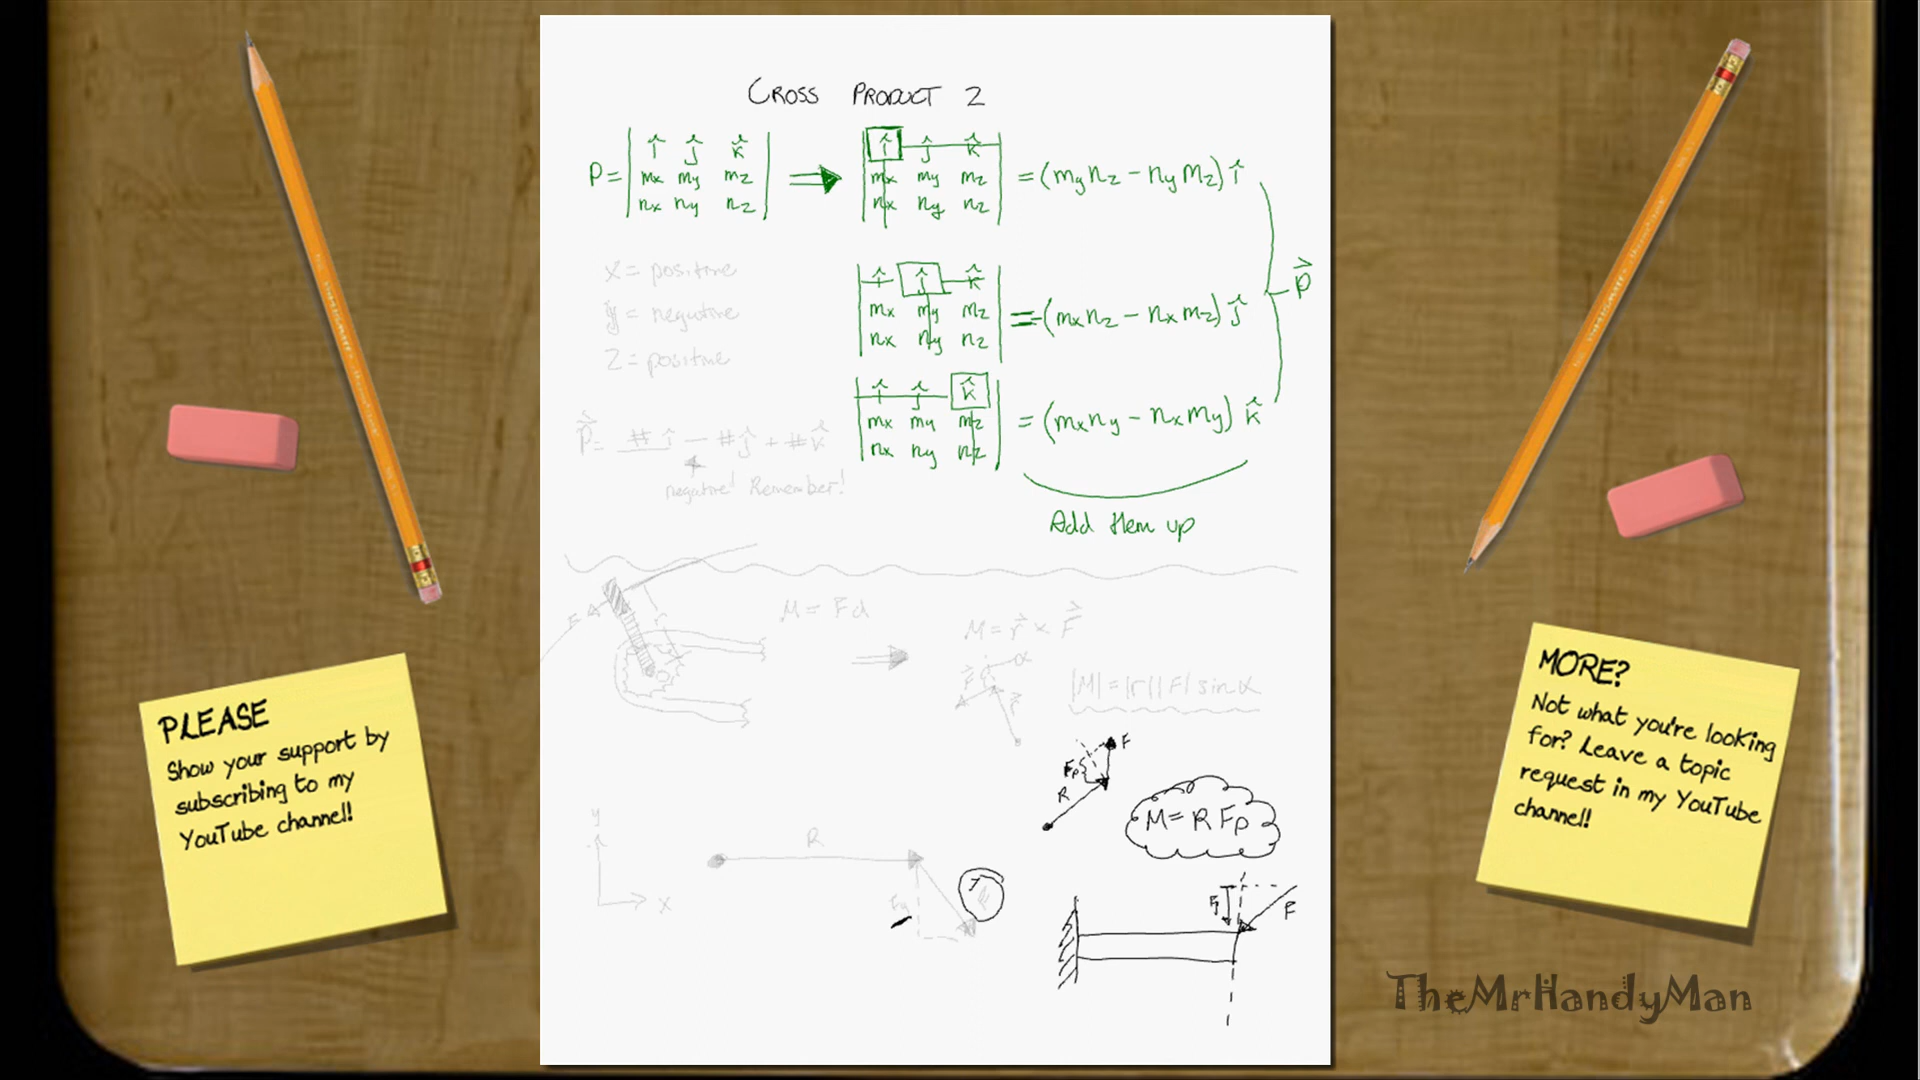 CROSS PRODUCT 2
P = | î ĵ k̂ |
| mx my mz |
| nx ny nz |
⇒
| î ĵ k̂ |
| mx my mz |
| nx ny nz |
= (my nz - ny mz) î
x = positive
y = negative
z = positive
| î ĵ k̂ |
| mx my mz |
| nx ny nz |
= -(mx nz - nx mz) ĵ
P⃗
| î ĵ k̂ |
| mx my mz |
| nx ny nz |
= (mx ny - nx my) k̂
P⃗ = # î - # ĵ + # k̂
negative! Remember!
Add them up
F
r
M = Fd
⇒
M = r⃗ × F⃗
α
F⃗
r⃗
|M| = |r| |F| sin α
F
Fp
R
M = R Fp
y
x
R
Fy
F
F
PLEASE
Show your support by
subscribing to my
YouTube channel!
MORE?
Not what you're looking
for? Leave a topic
request in my YouTube
channel!
TheMrHandyMan